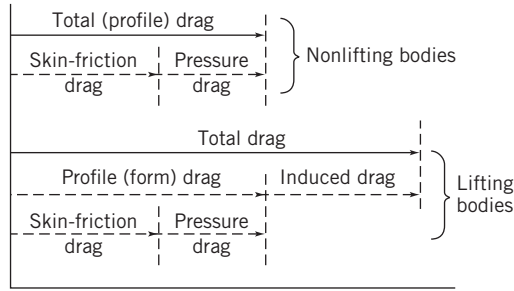 Total (profile) drag
Skin-friction drag
Pressure drag
Nonlifting bodies
Total drag
Profile (form) drag
Induced drag
Lifting bodies
Skin-friction drag
Pressure drag